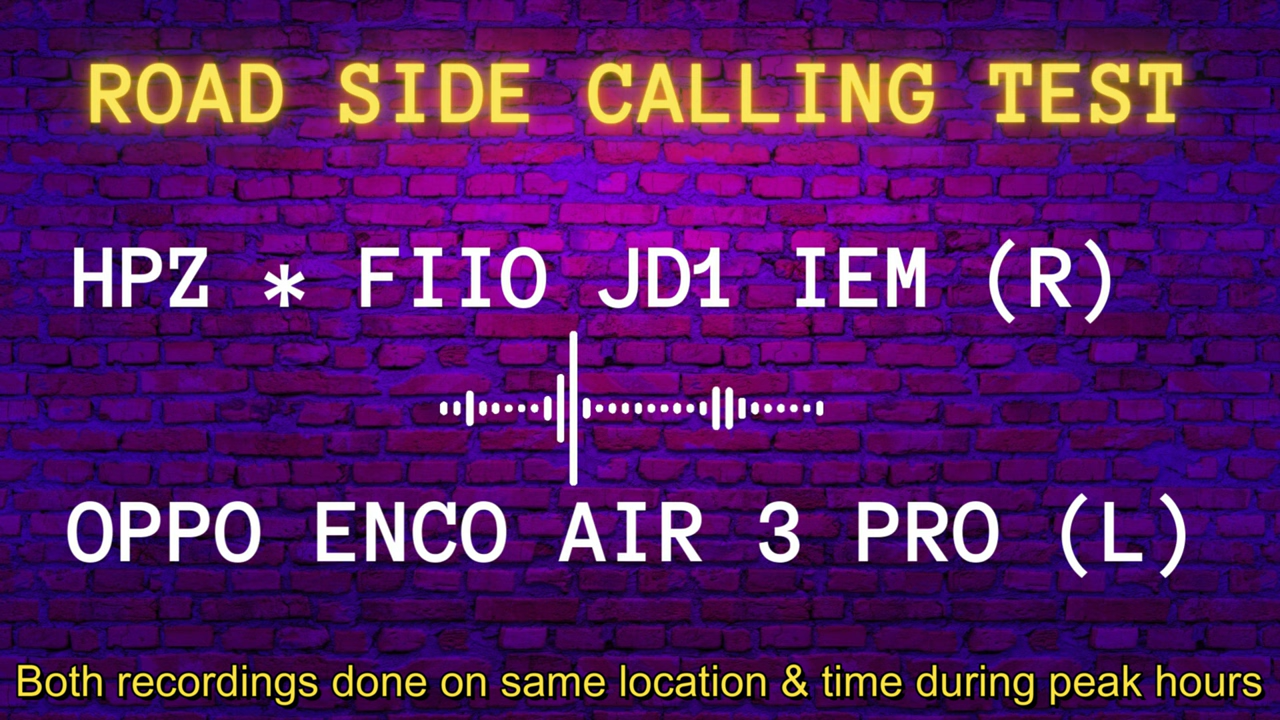 ROAD SIDE CALLING TEST
HPZ * FIIO JD1 IEM (R)
OPPO ENCO AIR 3 PRO (L)
Both recordings done on same location & time during peak hours